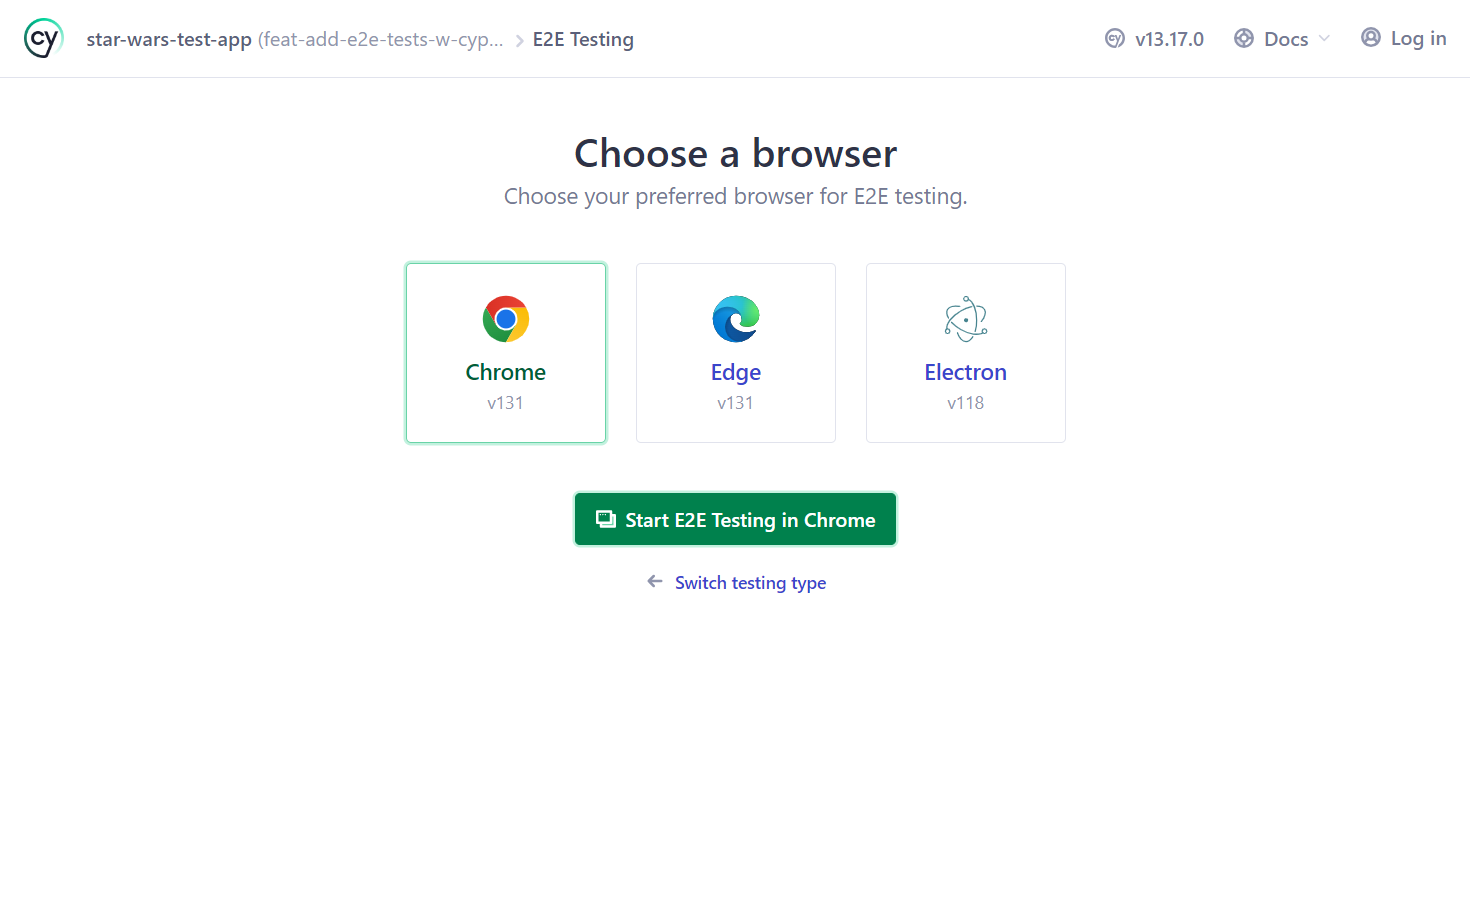 cy star-wars-test-app (feat-add-e2e-tests-w-cyp... E2E Testing cy v13.17.0 Docs Log in
Choose a browser
Choose your preferred browser for E2E testing.
Chrome Edge Electron
v131 v131 v118
Start E2E Testing in Chrome
Switch testing type